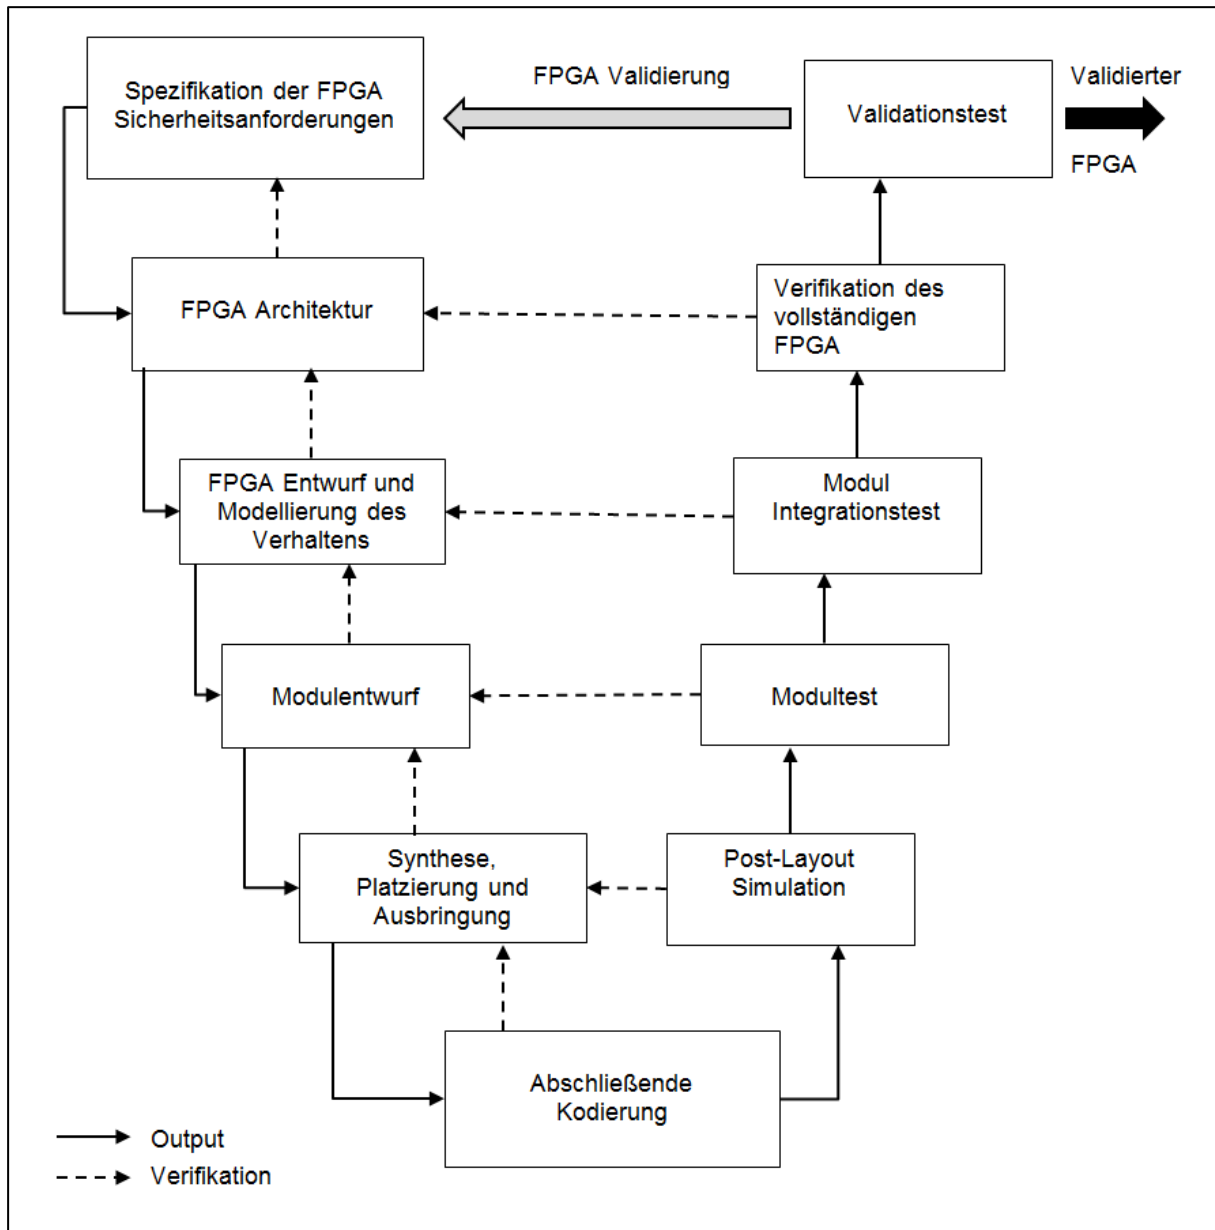 Spezifikation der FPGA
Sicherheitsanforderungen
FPGA Validierung
Validationstest
Validierter
FPGA
FPGA Architektur
Verifikation des
vollständigen
FPGA
FPGA Entwurf und
Modellierung des
Verhaltens
Modul
Integrationstest
Modulentwurf
Modultest
Synthese,
Platzierung und
Ausbringung
Post-Layout
Simulation
Abschließende
Kodierung
Output
Verifikation